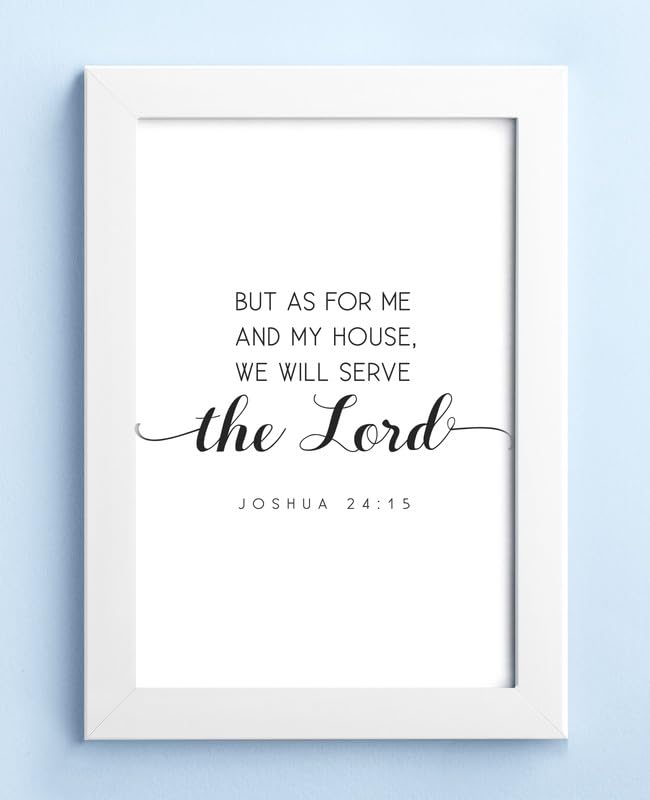 BUT AS FOR ME
AND MY HOUSE,
WE WILL SERVE
the Lord
JOSHUA 24:15